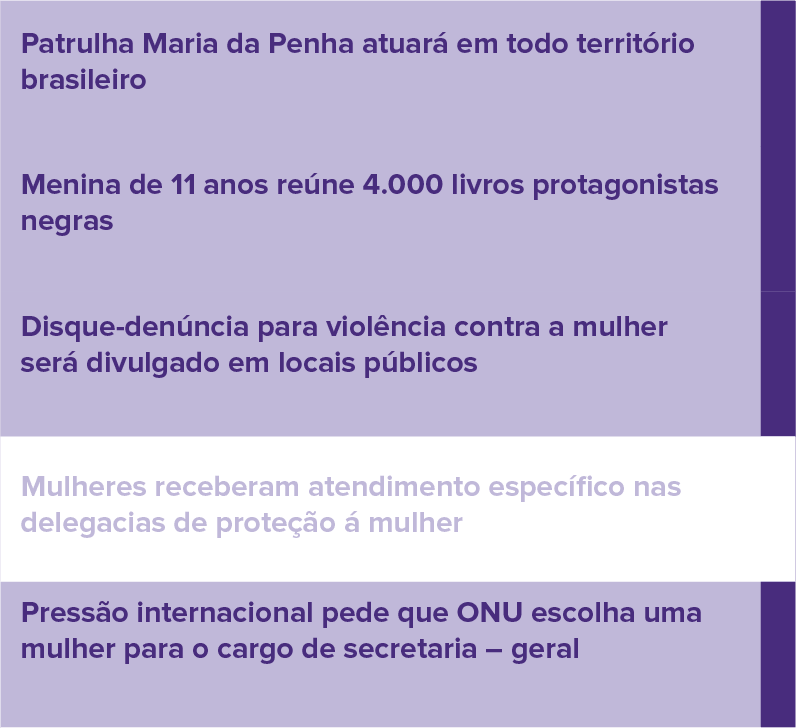 Patrulha Maria da Penha atuará em todo território
brasileiro
Menina de 11 anos reúne 4.000 livros protagonistas
negras
Disque-denúncia para violência contra a mulher
será divulgado em locais públicos
Mulheres receberam atendimento específico nas
delegacias de proteção á mulher
Pressão internacional pede que ONU escolha uma
mulher para o cargo de secretaria – geral